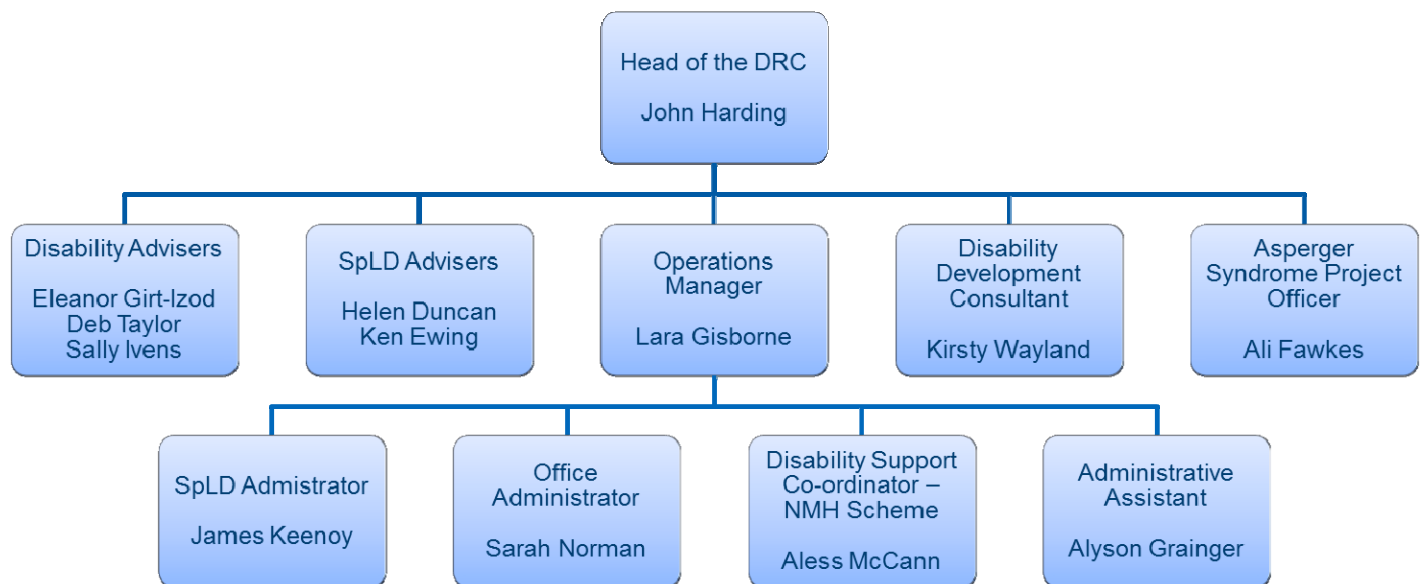 Head of the DRC
John Harding
Disability Advisers
Eleanor Girt-Izod
Deb Taylor
Sally Ivens
SpLD Advisers
Helen Duncan
Ken Ewing
Operations
Manager
Lara Gisborne
Disability
Development
Consultant
Kirsty Wayland
Asperger
Syndrome Project
Officer
Ali Fawkes
SpLD Admistrator
James Keenoy
Office
Administrator
Sarah Norman
Disability Support
Co-ordinator –
NMH Scheme
Aless McCann
Administrative
Assistant
Alyson Grainger